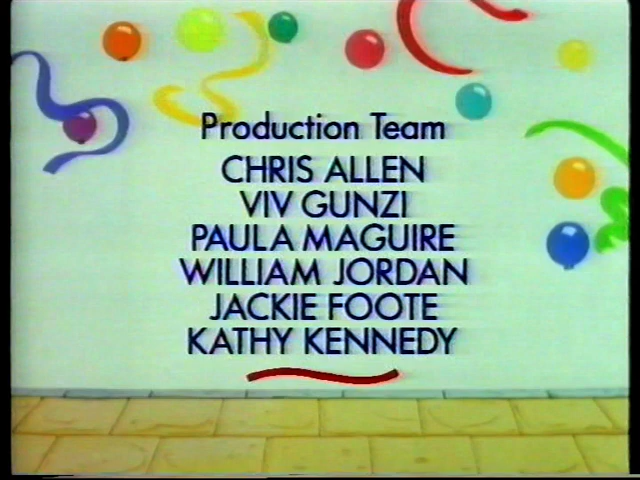 Production Team
CHRIS ALLEN
VIV GUNZI
PAULA MAGUIRE
WILLIAM JORDAN
JACKIE FOOTE
KATHY KENNEDY